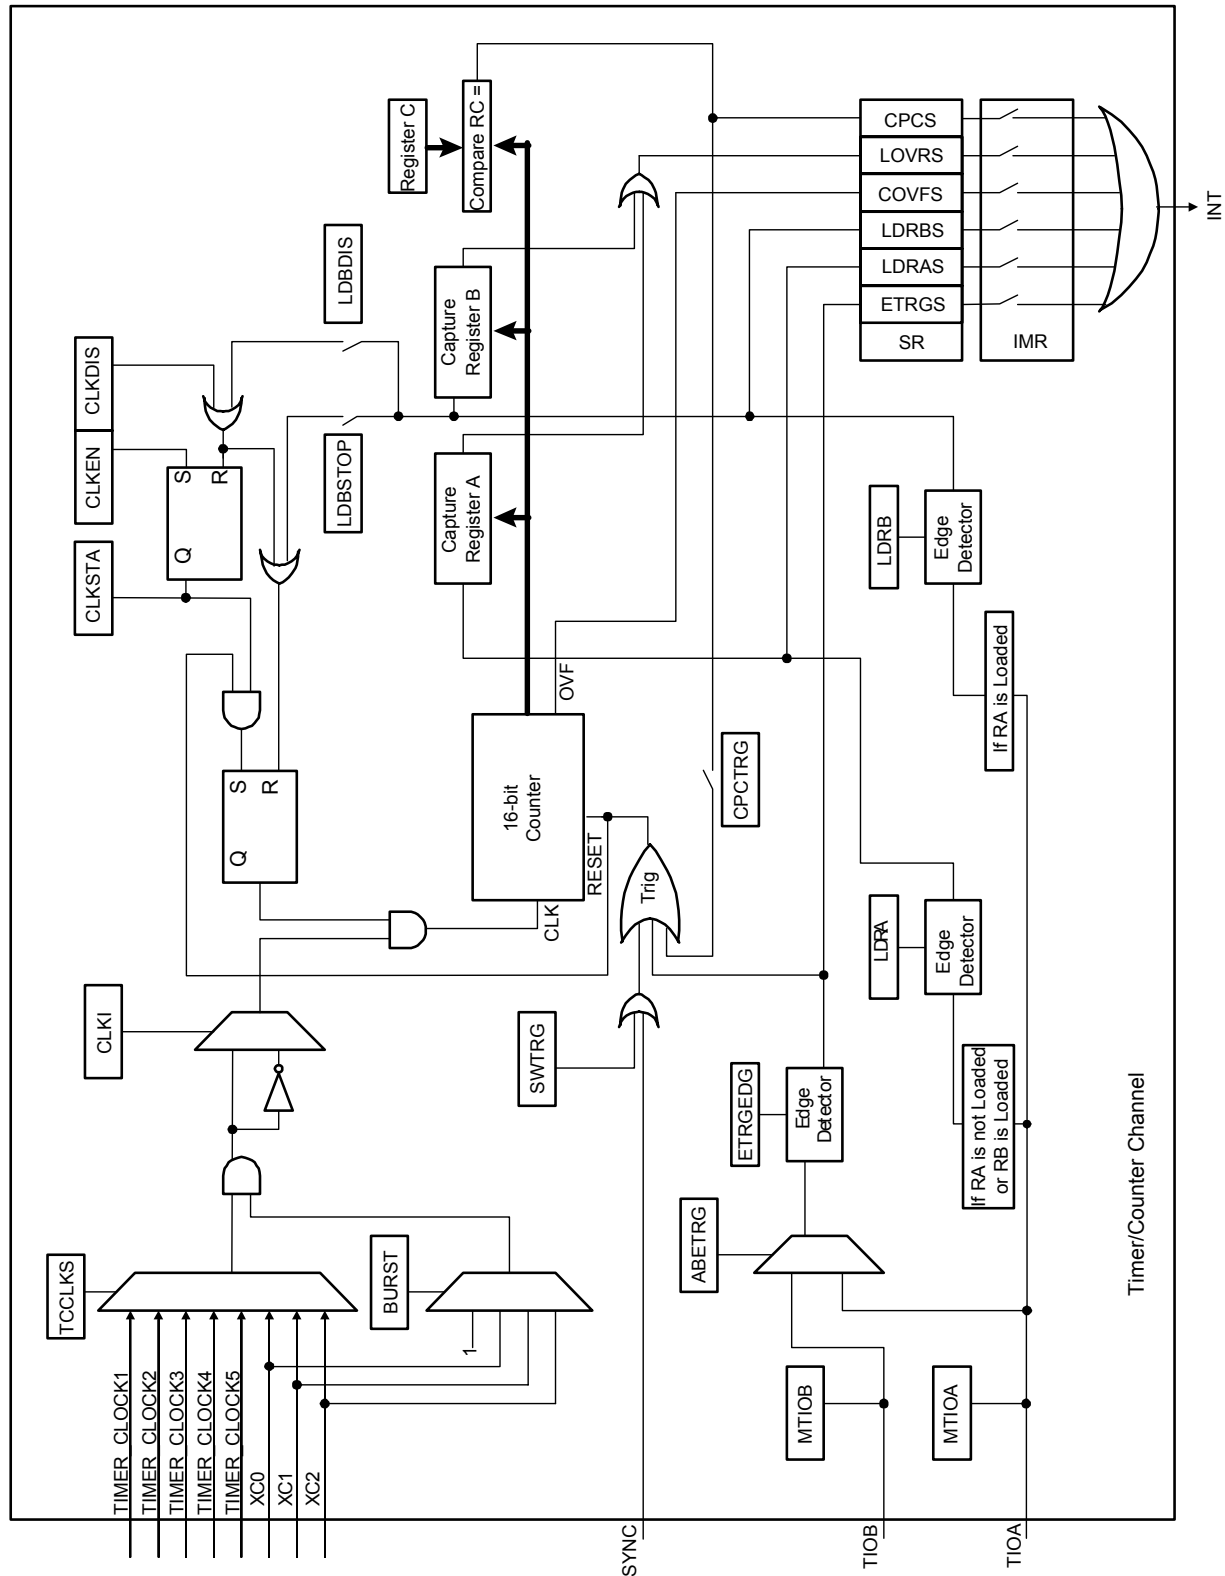 TCCLKS
TIMER_CLOCK1
TIMER_CLOCK2
TIMER_CLOCK3
TIMER_CLOCK4
TIMER_CLOCK5
XC0
XC1
XC2
BURST
1
CLKI
CLKSTA
CLKEN
CLKDIS
Q
S
R
Q
S
R
LDBSTOP
LDBDIS
Register C
Capture
Register A
Capture
Register B
Compare RC =
16-bit
Counter
CLK
OVF
RESET
SWTRG
SYNC
Trig
CPCTRG
ABETRG
ETRGEDG
Edge
Detector
MTIOB
TIOB
MTIOA
TIOA
LDRA
Edge
Detector
If RA is not Loaded
or RB is Loaded
LDRB
Edge
Detector
If RA is Loaded
CPCS
LOVRS
COVFS
LDRBS
LDRAS
ETRGS
SR
IMR
INT
Timer/Counter Channel